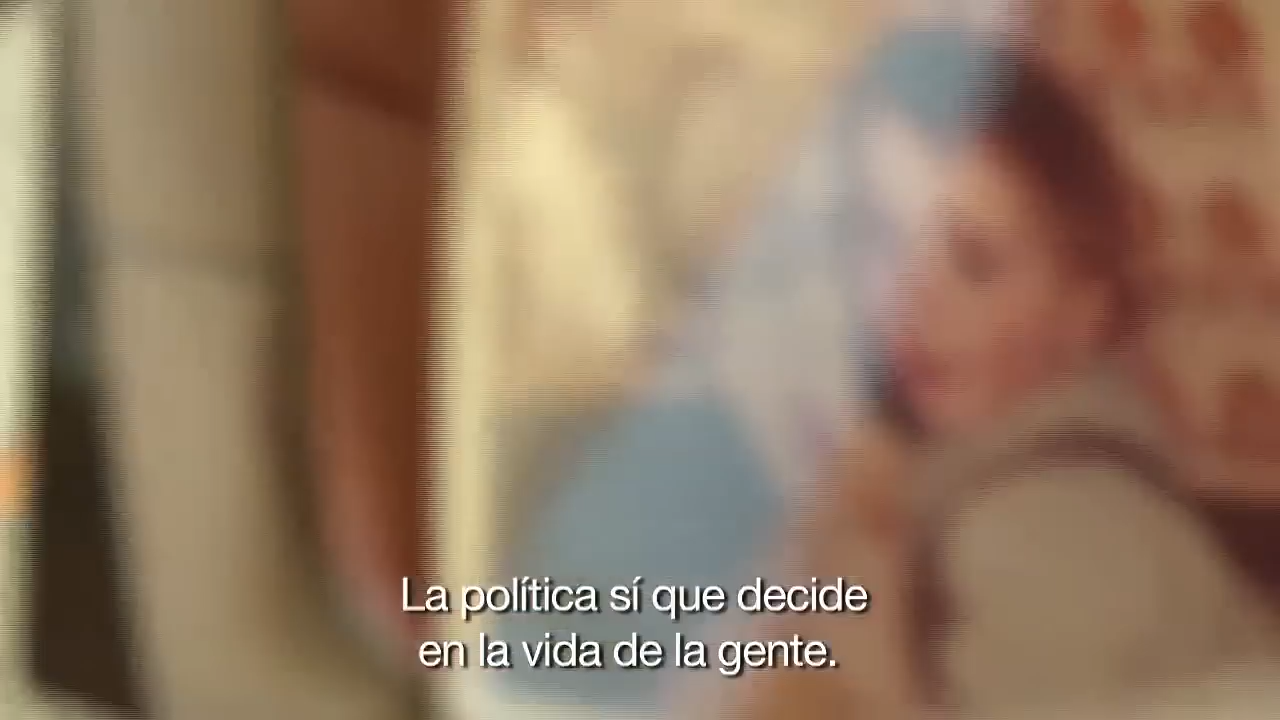 La política sí que decide
en la vida de la gente.